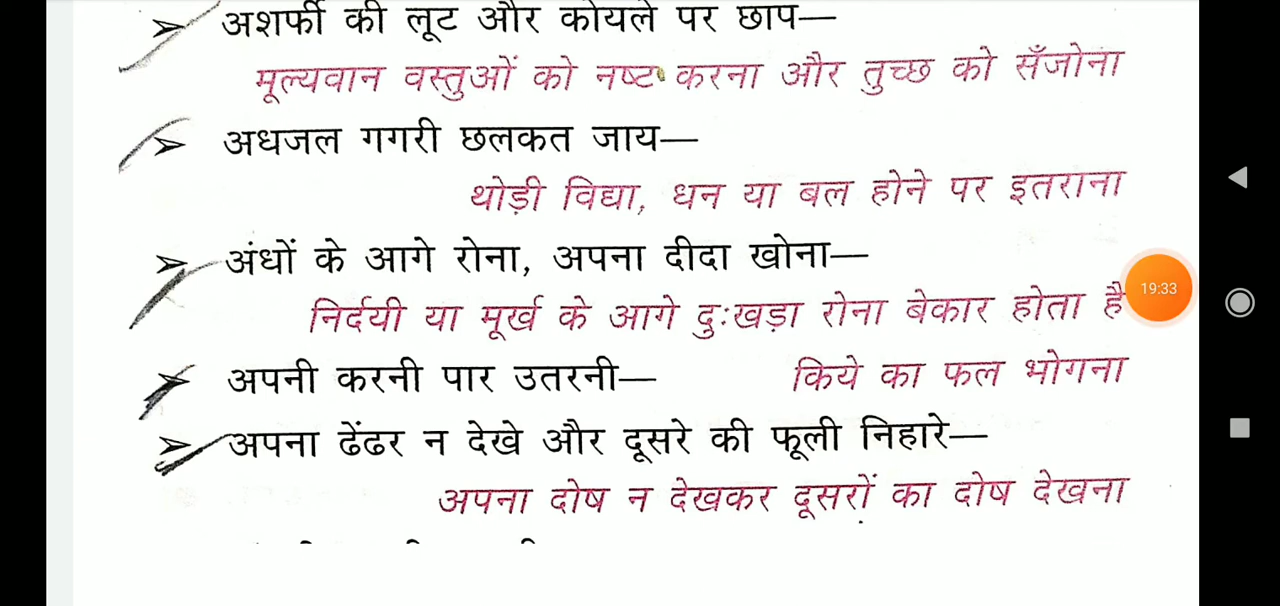 अशर्फी की लूट और कोयले पर छाप—
मूल्यवान वस्तुओं को नष्ट करना और तुच्छ को सँजोना
अधजल गगरी छलकत जाय—
थोड़ी विद्या, धन या बल होने पर इतराना
अंधों के आगे रोना, अपना दीदा खोना—
निर्दयी या मूर्ख के आगे दुःखड़ा रोना बेकार होता है
19:33
अपनी करनी पार उतरनी— किये का फल भोगना
अपना ढेंढर न देखे और दूसरे की फूली निहारे—
अपना दोष न देखकर दूसरों का दोष देखना